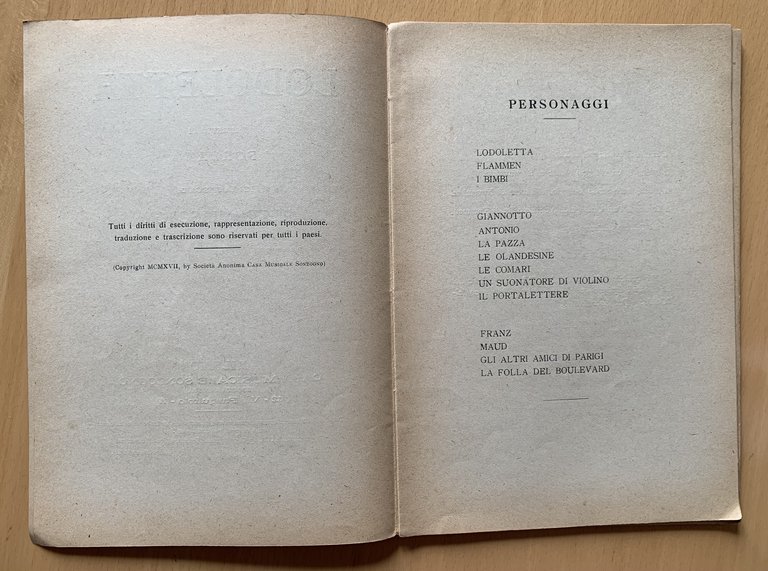 Tutti i diritti di esecuzione, rappresentazione, riproduzione,
traduzione e trascrizione sono riservati per tutti i paesi.
(Copyright MCMXVII, by Società Anonima CASA MUSICALE SONZOGNO)
PERSONAGGI
LODOLETTA
FLAMMEN
I BIMBI
GIANNOTTO
ANTONIO
LA PAZZA
LE OLANDESINE
LE COMARI
UN SUONATORE DI VIOLINO
IL PORTALETTERE
FRANZ
MAUD
GLI ALTRI AMICI DI PARIGI
LA FOLLA DEL BOULEVARD